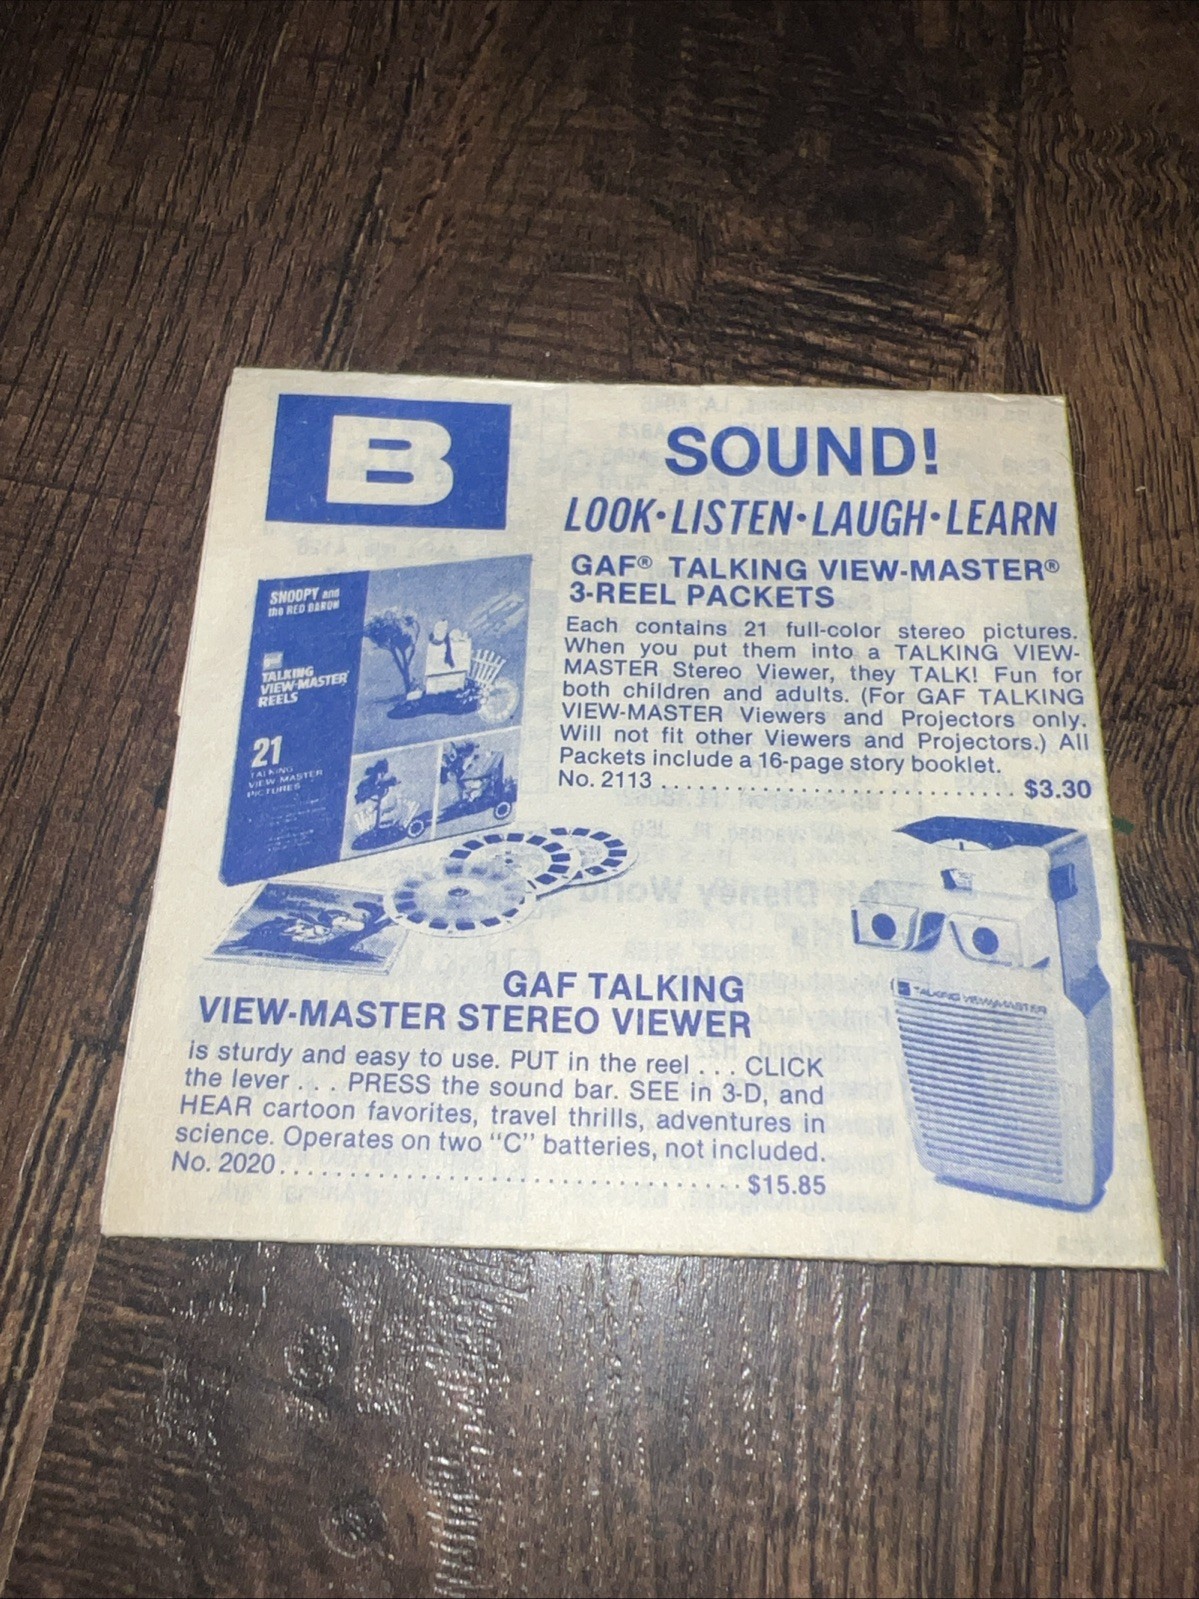 B
SOUND!
LOOK·LISTEN·LAUGH·LEARN
GAF® TALKING VIEW-MASTER®
3-REEL PACKETS
Each contains 21 full-color stereo pictures.
When you put them into a TALKING VIEW-
MASTER Stereo Viewer, they TALK! Fun for
both children and adults. (For GAF TALKING
VIEW-MASTER Viewers and Projectors only.
Will not fit other Viewers and Projectors.) All
Packets include a 16-page story booklet.
No. 2113.............................. $3.30
SNOOPY and
the RED BARON
TALKING
VIEW-MASTER
REELS
21
TALKING
VIEW-MASTER
PICTURES
TALKING VIEW-MASTER
GAF TALKING
VIEW-MASTER STEREO VIEWER
is sturdy and easy to use. PUT in the reel . . . CLICK
the lever . . . PRESS the sound bar. SEE in 3-D, and
HEAR cartoon favorites, travel thrills, adventures in
science. Operates on two "C" batteries, not included.
No. 2020...................................... $15.85